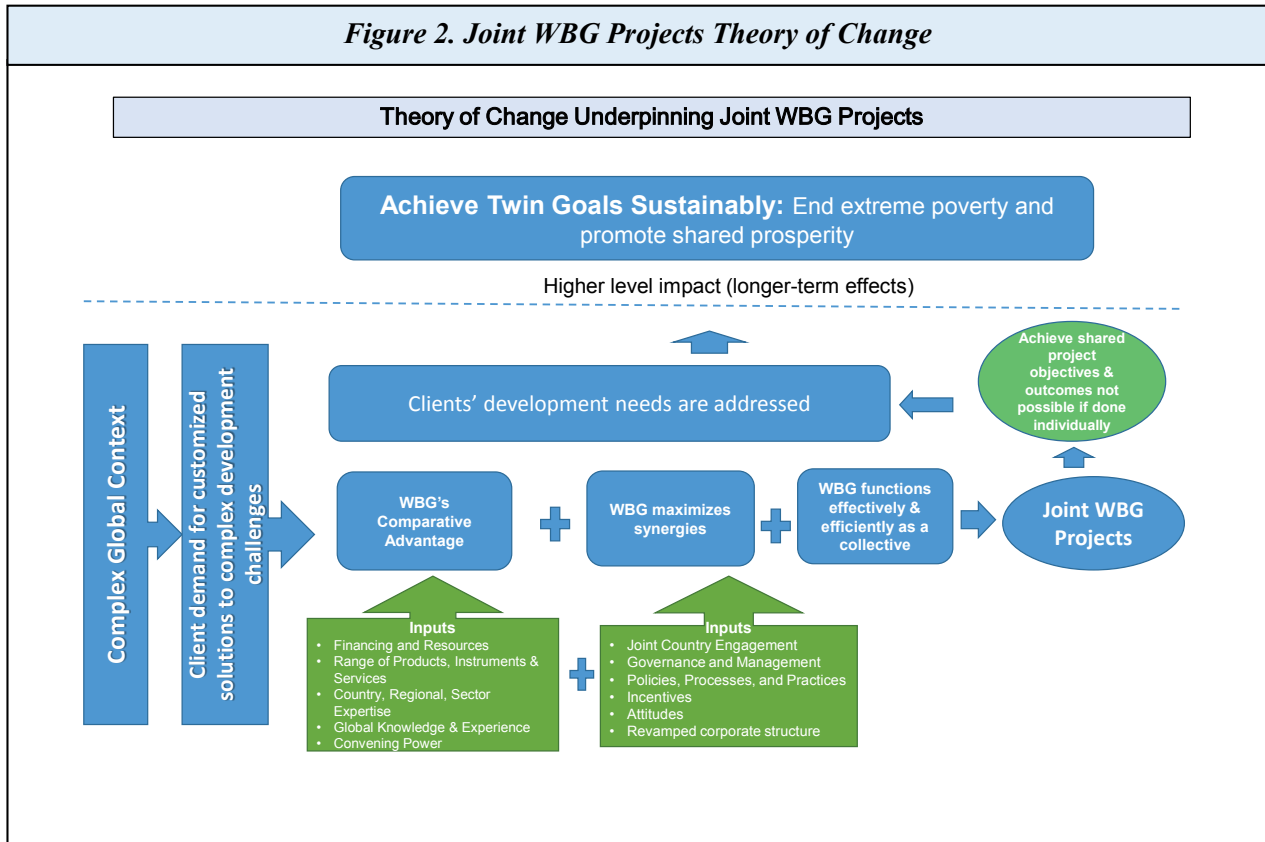 Figure 2. Joint WBG Projects Theory of Change
Theory of Change Underpinning Joint WBG Projects
Achieve Twin Goals Sustainably: End extreme poverty and
promote shared prosperity
Higher level impact (longer-term effects)
Complex Global Context
Client demand for customized
solutions to complex development
challenges
Achieve shared
project
objectives &
outcomes not
possible if done
individually
Clients' development needs are addressed
WBG's
Comparative
Advantage
WBG maximizes
synergies
WBG functions
effectively &
efficiently as a
collective
Joint WBG
Projects
Inputs
• Financing and Resources
• Range of Products, Instruments &
Services
• Country, Regional, Sector
Expertise
• Global Knowledge & Experience
• Convening Power
Inputs
• Joint Country Engagement
• Governance and Management
• Policies, Processes, and Practices
• Incentives
• Attitudes
• Revamped corporate structure